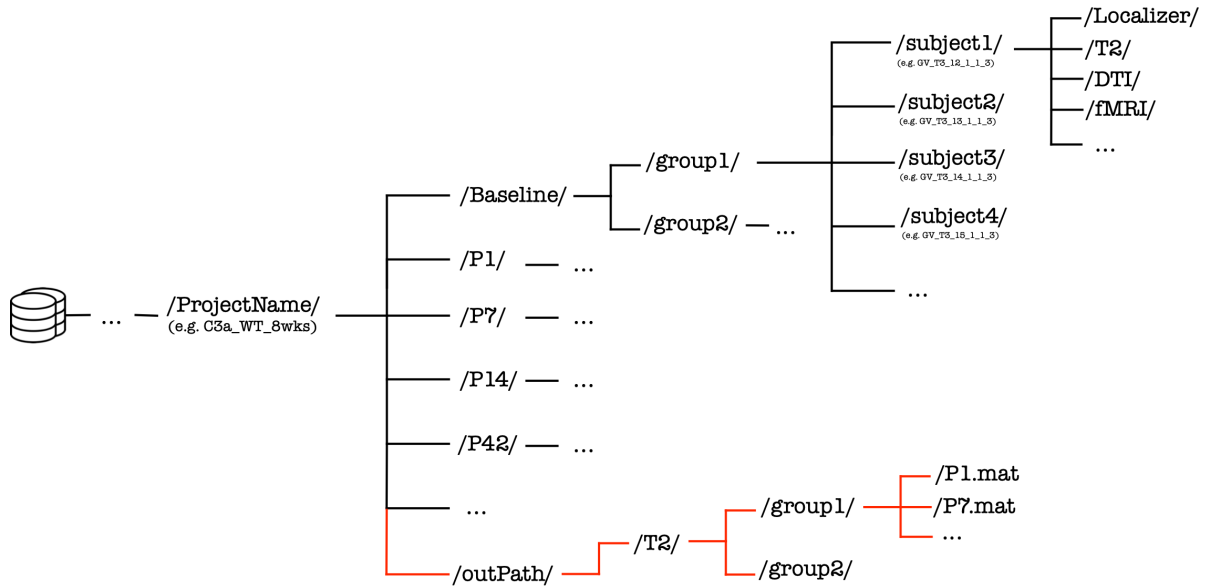 /Localizer/
/subject1/
(e.g. GV_T3_12_1_1_3)
/T2/
/DTI/
/subject2/
(e.g. GV_T3_13_1_1_3)
/fMRI/
...
/group1/
/subject3/
(e.g. GV_T3_14_1_1_3)
/Baseline/
/group2/
...
/subject4/
(e.g. GV_T3_15_1_1_3)
/P1/
...
...
...
/ProjectName/
(e.g. C3a_WT_8wks)
/P7/
...
/P14/
...
/P42/
...
/P1.mat
...
/group1/
/P7.mat
...
/T2/
/outPath/
/group2/